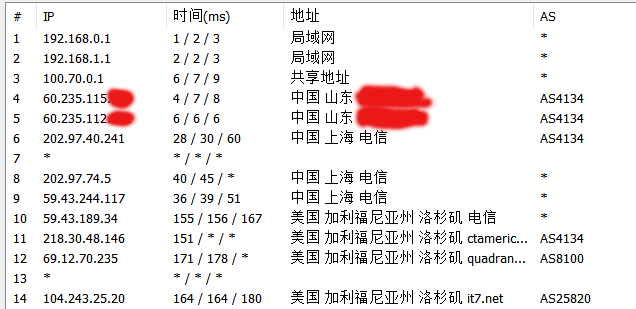 # IP 时间(ms) 地址 AS
1 192.168.0.1 1 / 2 / 3 局域网 *
2 192.168.1.1 2 / 2 / 3 局域网 *
3 100.70.0.1 6 / 7 / 9 共享地址 *
4 60.235.115. 4 / 7 / 8 中国 山东 AS4134
5 60.235.112 6 / 6 / 6 中国 山东 AS4134
6 202.97.40.241 28 / 30 / 60 中国 上海 电信 AS4134
7 * * / * / *
8 202.97.74.5 40 / 45 / * 中国 上海 电信 *
9 59.43.244.117 36 / 39 / 51 中国 上海 电信 *
10 59.43.189.34 155 / 156 / 167 美国 加利福尼亚州 洛杉矶 电信 *
11 218.30.48.146 151 / * / * 美国 加利福尼亚州 洛杉矶 ctameric... AS4134
12 69.12.70.235 171 / 178 / * 美国 加利福尼亚州 洛杉矶 quadran... AS8100
13 * * / * / *
14 104.243.25.20 164 / 164 / 180 美国 加利福尼亚州 洛杉矶 it7.net AS25820